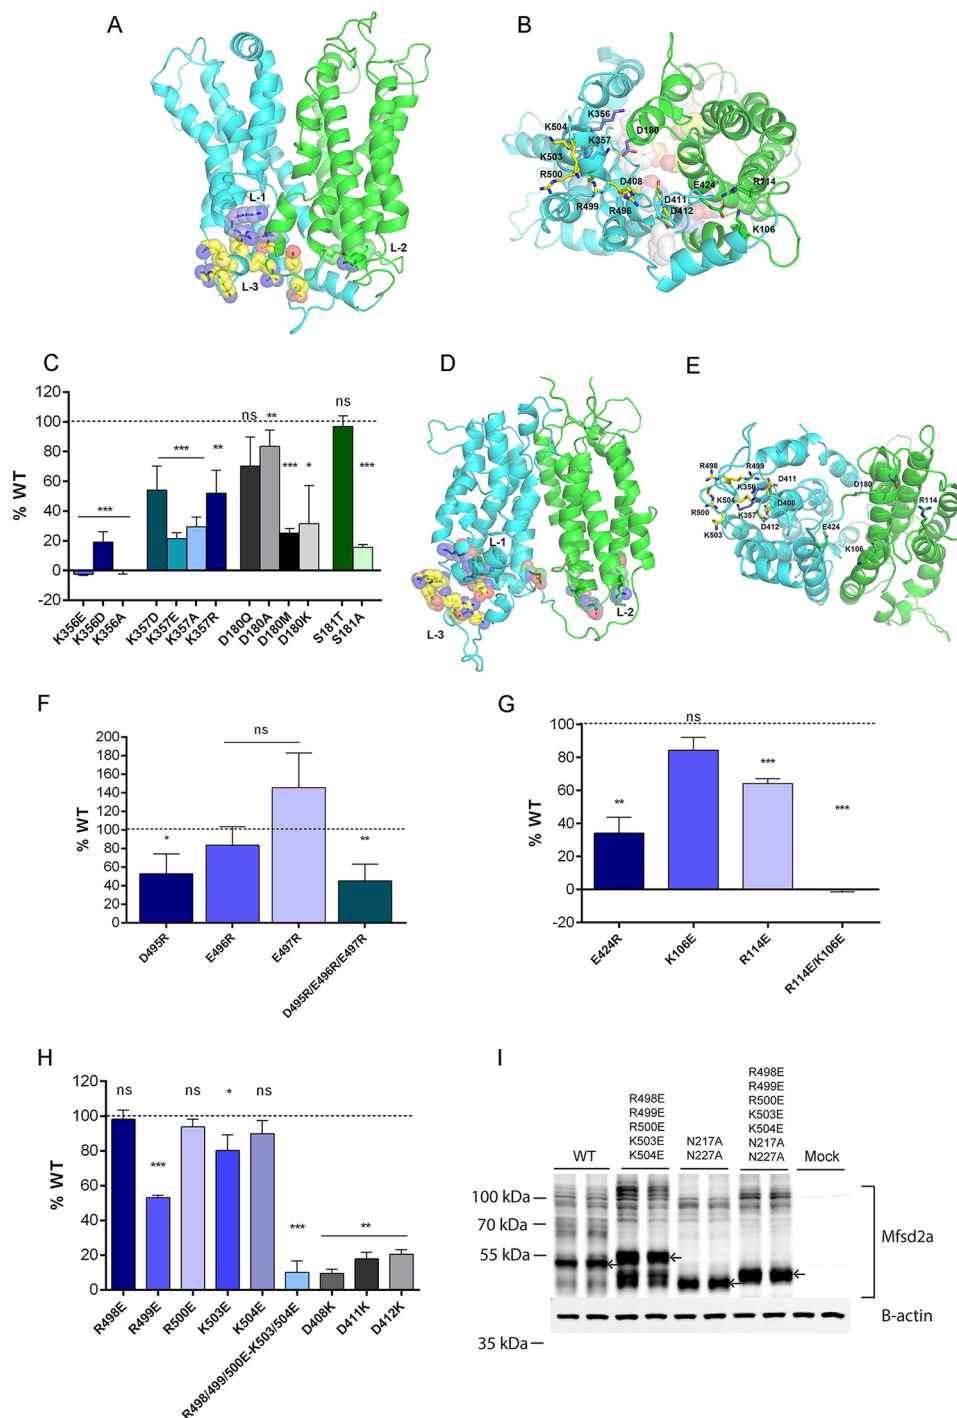 A
L-1
L-2
L-3
B
K356
K504
D180
K357
K503
R500
D408
E424
R114
D411
R499
R498
D412
K106
C
% WT
120
100
80
60
40
20
0
-20
***
***
**
ns
**
***
*
ns
***
K356E
K356D
K356A
K357D
K357E
K357A
K357R
D180Q
D180A
D180M
D180K
S181T
S181A
D
L-1
L-2
L-3
E
R498
R499
D411
D180
K504
K356
R114
R500
K357
D408
K503
D412
E424
K106
F
% WT
200
180
160
140
120
100
80
60
40
20
0
ns
*
**
D495R
E496R
E497R
D495R/E496R/E497R
G
% WT
100
80
60
40
20
0
-20
ns
**
***
***
E424R
K106E
R114E
R114E/K106E
H
% WT
120
100
80
60
40
20
0
ns
***
ns
*
ns
***
**
R498E
R499E
R500E
K503E
K504E
R498/499/500E-K503/504E
D408K
D411K
D412K
I
WT
R498E
R499E
R500E
K503E
K504E
N217A
N227A
R498E
R499E
R500E
K503E
K504E
N217A
N227A
Mock
100 kDa
70 kDa
55 kDa
35 kDa
Mfsd2a
B-actin